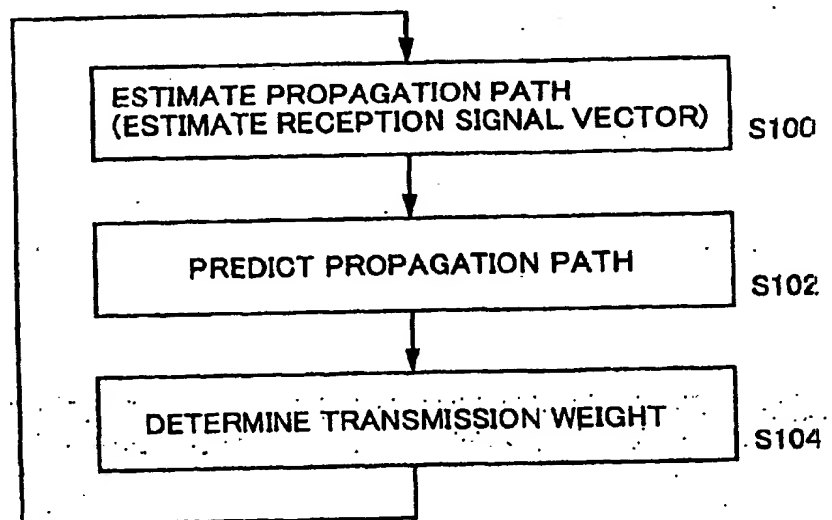 ESTIMATE PROPAGATION PATH
(ESTIMATE RECEPTION SIGNAL VECTOR)
S100
PREDICT PROPAGATION PATH
S102
DETERMINE TRANSMISSION WEIGHT
S104